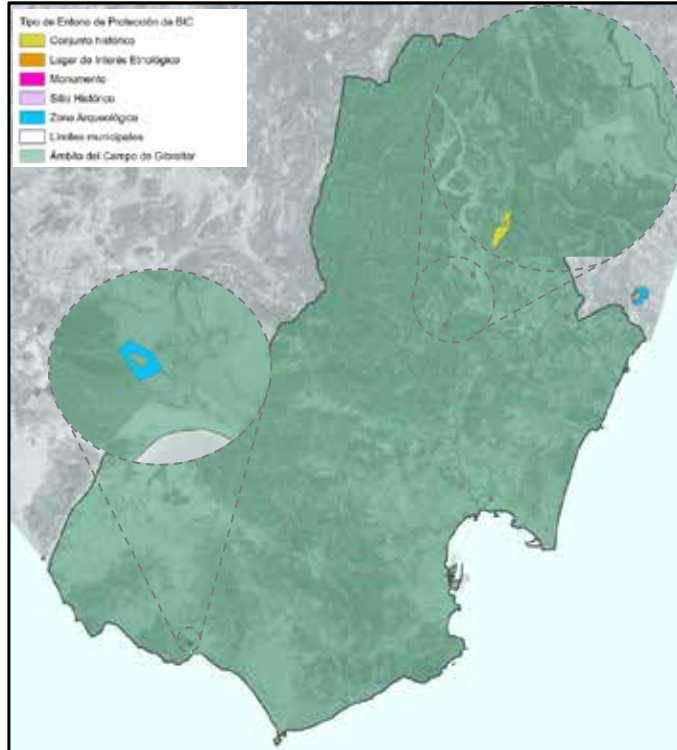 Tipo de Entorno de Protección de BIC
Conjunto histórico
Lugar de Interés Etnológico
Monumento
Sitio Histórico
Zona Arqueológica
Límites municipales
Ámbito del Campo de Gibraltar